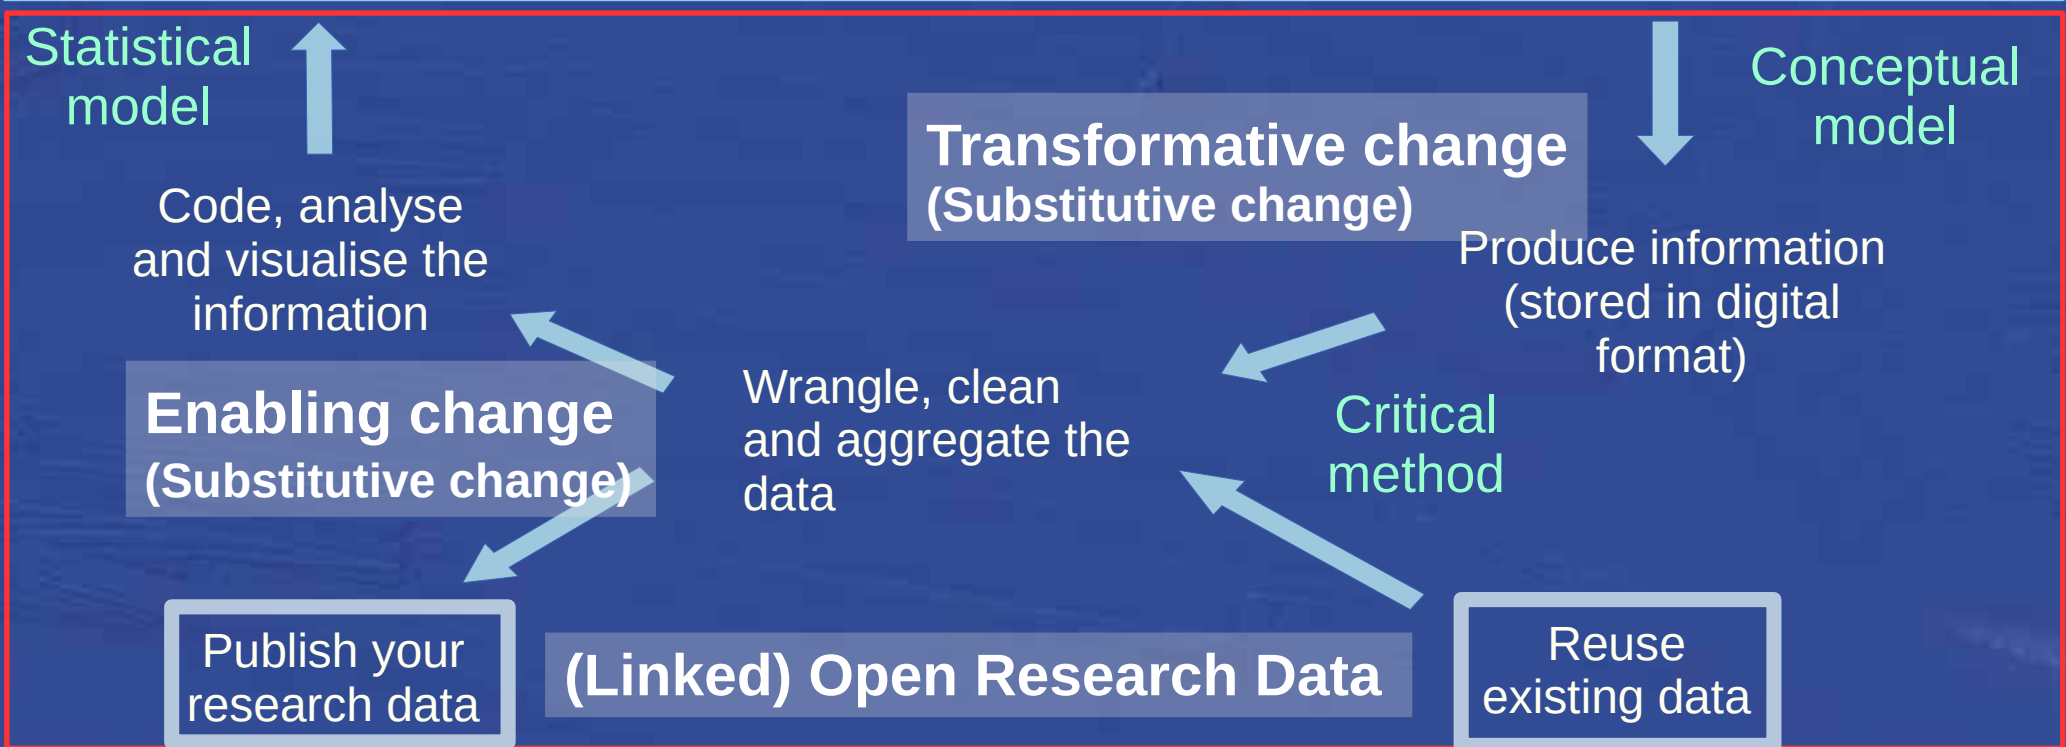 Statistical
model
Conceptual
model
Transformative change
(Substitutive change)
Code, analyse
and visualise the
information
Produce information
(stored in digital
format)
Enabling change
(Substitutive change)
Wrangle, clean
and aggregate the
data
Critical
method
Publish your
research data
(Linked) Open Research Data
Reuse
existing data